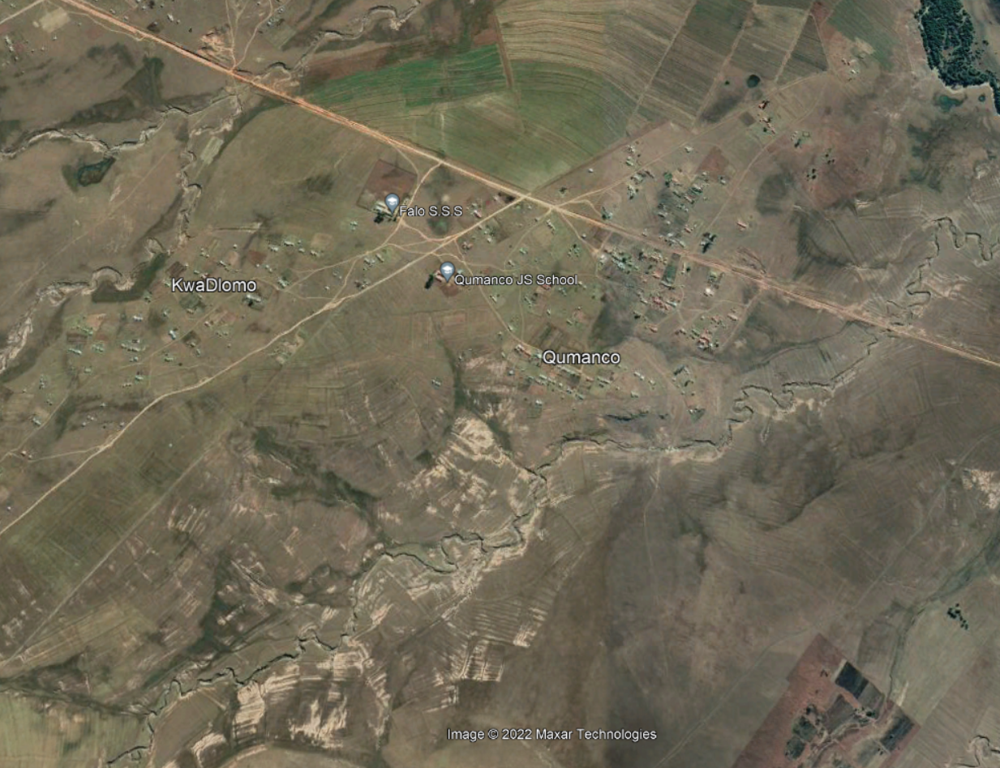 Falo S.S.S
Qumanco JS School
KwaDlomo
Qumanco
Image © 2022 Maxar Technologies